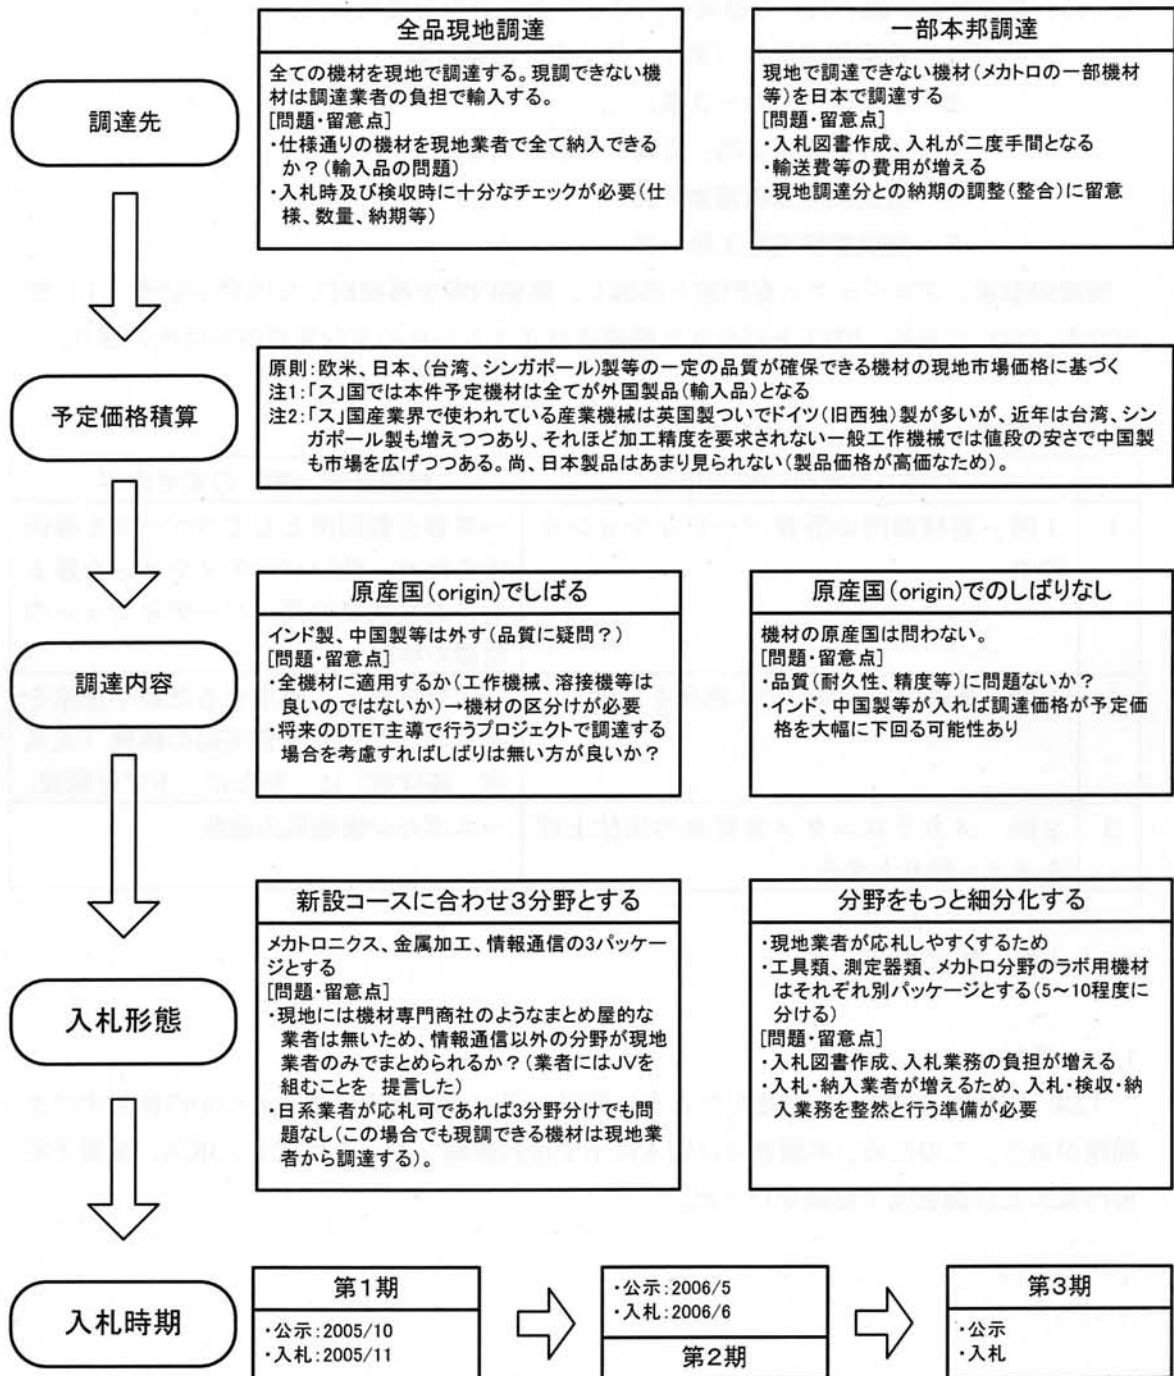 調達先
全品現地調達
全ての機材を現地で調達する。現調できない機
材は調達業者の負担で輸入する。
[問題・留意点]
・仕様通りの機材を現地業者で全て納入できる
か？(輸入品の問題)
・入札時及び検収時に十分なチェックが必要(仕
様、数量、納期等)
一部本邦調達
現地で調達できない機材(メカトロの一部機材
等)を日本で調達する
[問題・留意点]
・入札図書作成、入札が二度手間となる
・輸送費等の費用が増える
・現地調達分との納期の調整(整合)に留意
予定価格積算
原則：欧米、日本、(台湾、シンガポール)製等の一定の品質が確保できる機材の現地市場価格に基づく
注1：「ス」国では本件予定機材は全てが外国製品(輸入品)となる
注2：「ス」国産業界で使われている産業機械は英国製ついでドイツ(旧西独)製が多いが、近年は台湾、シン
ガポール製も増えつつあり、それほど加工精度を要求されない一般工作機械では値段の安さで中国製
も市場を広げつつある。尚、日本製品はあまり見られない(製品価格が高価なため)。
調達内容
原産国(origin)でしばる
インド製、中国製等は外す(品質に疑問？)
[問題・留意点]
・全機材に適用するか(工作機械、溶接機等は
良いのではないか)→機材の区分けが必要
・将来のDTET主導で行うプロジェクトで調達する
場合を考慮すればしばりは無い方が良いか？
原産国(origin)でのしばりなし
機材の原産国は問わない。
[問題・留意点]
・品質(耐久性、精度等)に問題ないか？
・インド、中国製等が入れば調達価格が予定価
格を大幅に下回る可能性あり
入札形態
新設コースに合わせ3分野とする
メカトロニクス、金属加工、情報通信の3パッケー
ジとする
[問題・留意点]
・現地には機材専門商社のようなまとめ屋的な
業者は無いため、情報通信以外の分野が現地
業者のみでまとめられるか？(業者にはJVを
組むことを 提言した)
・日系業者が応札可であれば3分野分けでも問
題なし(この場合でも現調できる機材は現地業
者から調達する)。
分野をもっと細分化する
・現地業者が応札しやすくするため
・工具類、測定器類、メカトロ分野のラボ用機材
はそれぞれ別パッケージとする(5～10程度に
分ける)
[問題・留意点]
・入札図書作成、入札業務の負担が増える
・入札・納入業者が増えるため、入札・検収・納
入業務を整然と行う準備が必要
入札時期
第1期
・公示：2005/10
・入札：2005/11
・公示：2006/5
・入札：2006/6
第2期
第3期
・公示
・入札